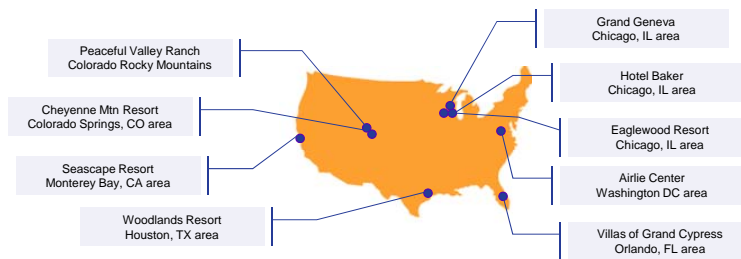 Peaceful Valley Ranch
Colorado Rocky Mountains
Cheyenne Mtn Resort
Colorado Springs, CO area
Seascape Resort
Monterey Bay, CA area
Woodlands Resort
Houston, TX area
Grand Geneva
Chicago, IL area
Hotel Baker
Chicago, IL area
Eaglewood Resort
Chicago, IL area
Airlie Center
Washington DC area
Villas of Grand Cypress
Orlando, FL area